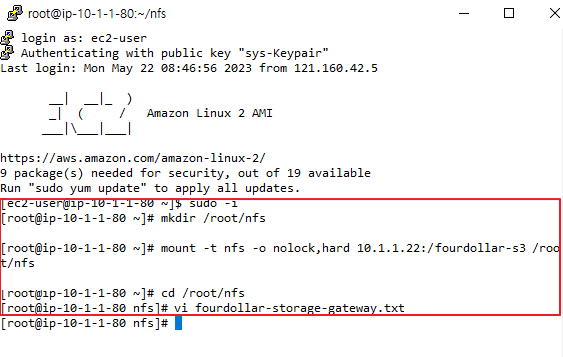 root@ip-10-1-1-80:~/nfs
login as: ec2-user
Authenticating with public key "sys-Keypair"
Last login: Mon May 22 08:46:56 2023 from 121.160.42.5
       __|  __|_  )
       _|  (     /   Amazon Linux 2 AMI
      ___|\___|___|
https://aws.amazon.com/amazon-linux-2/
9 package(s) needed for security, out of 19 available
Run "sudo yum update" to apply all updates.
[ec2-user@ip-10-1-1-80 ~]$ sudo -i
[root@ip-10-1-1-80 ~]# mkdir /root/nfs
[root@ip-10-1-1-80 ~]# mount -t nfs -o nolock,hard 10.1.1.22:/fourdollar-s3 /roo
t/nfs
[root@ip-10-1-1-80 ~]# cd /root/nfs
[root@ip-10-1-1-80 nfs]# vi fourdollar-storage-gateway.txt
[root@ip-10-1-1-80 nfs]#